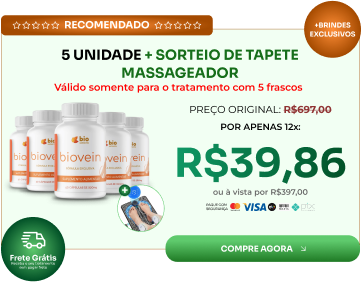 RECOMENDADO
+BRINDES
EXCLUSIVOS
5 UNIDADE + SORTEIO DE TAPETE
MASSAGEADOR
Válido somente para o tratamento com 5 frascos
PREÇO ORIGINAL: R$697,00
POR APENAS 12x:
R$39,86
ou à vista por R$397,00
bio
biovein
VISA
Frete Grátis
COMPRE AGORA